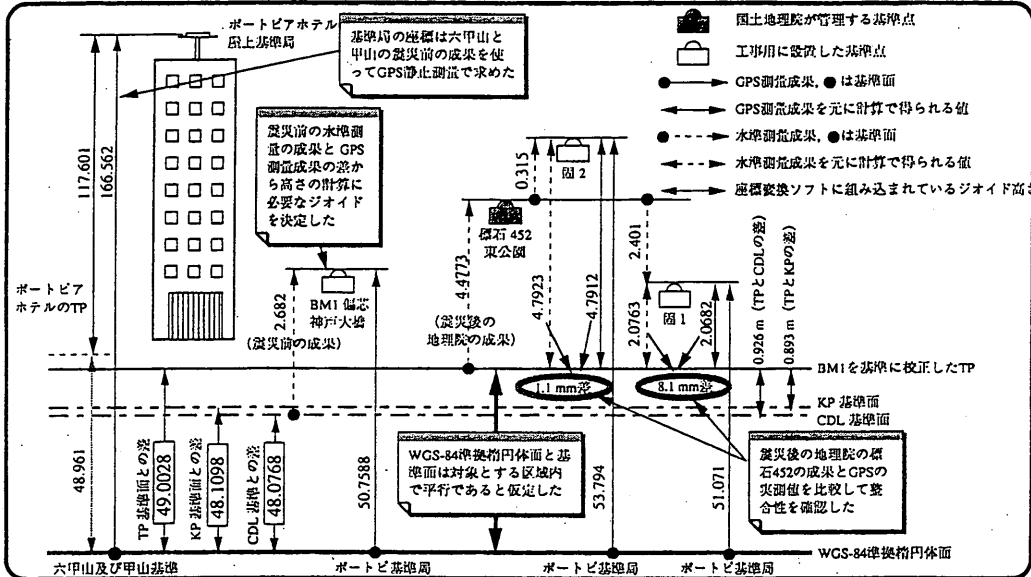 ポートピアホテル
屋上基準局
基準局の座標は六甲山と
甲山の震災前の成果を使
ってGPS静止測量で求めた
国土地理院が管理する基準点
工事用に設置した基準点
GPS測量成果, ●は基準面
GPS測量成果を元に計算で得られる値
水準測量成果, ●は基準面
水準測量成果を元に計算で得られる値
座標変換ソフトに組み込まれているジオイド高さ
117.601
166.562
震災前の水準測
量の成果と GPS
測量成果の差か
ら高さの計算に
必要なジオイド
を決定した
0.315
固 2
標石 452
東公園
2.401
ポートピア
ホテルのTP
2.682
BM1 偏芯
神戸大橋
(震災前の成果)
4.4773
(震災後の
地理院の成果)
4.7923
4.7912
固 1
2.0763
2.0682
0.926 m (TPとCDLの差)
0.893 m (TPとKPの差)
BM1を基準に校正したTP
1.1 mm差
8.1 mm差
KP 基準面
CDL 基準面
48.961
TP 基準面との差
49.0028
KP 基準面との差
48.1098
CDL 基準との差
48.0768
50.7588
WGS-84準拠楕円体面と基
準面は対象とする区域内
で平行であると仮定した
53.794
51.071
震災後の地理院の標
石452の成果とGPSの
実測値を比較して整
合性を確認した
WGS-84準拠楕円体面
六甲山及び甲山基準
ポートピ基準局
ポートピ基準局
ポートピ基準局